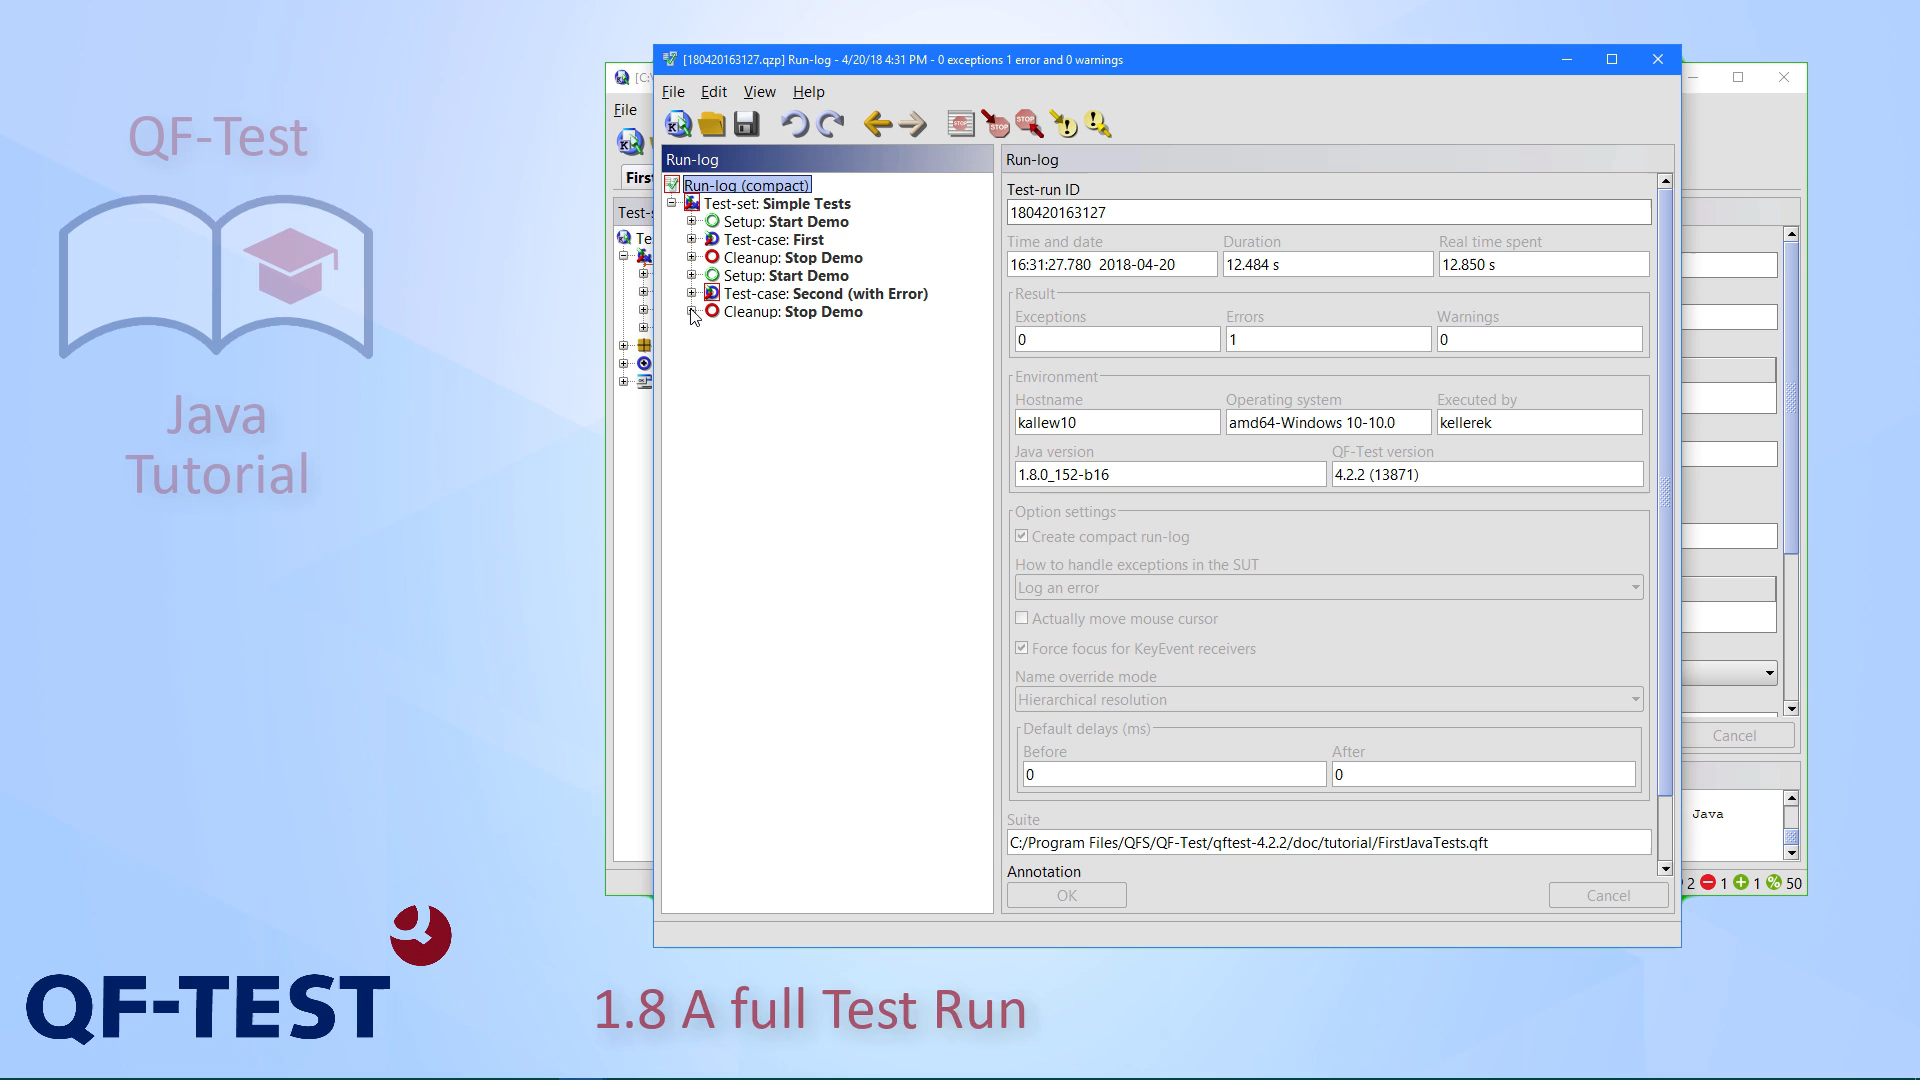 QF-Test
Java
Tutorial
QF-TEST
1.8 A full Test Run
[C:\
File
First
Test-s
Te
[180420163127.qzp] Run-log - 4/20/18 4:31 PM - 0 exceptions 1 error and 0 warnings
File Edit View Help
Run-log
Run-log (compact)
Test-set: Simple Tests
Setup: Start Demo
Test-case: First
Cleanup: Stop Demo
Setup: Start Demo
Test-case: Second (with Error)
Cleanup: Stop Demo
Run-log
Test-run ID
180420163127
Time and date Duration Real time spent
16:31:27.780 2018-04-20 12.484 s 12.850 s
Result
Exceptions Errors Warnings
0 1 0
Environment
Hostname Operating system Executed by
kallew10 amd64-Windows 10-10.0 kellerek
Java version QF-Test version
1.8.0_152-b16 4.2.2 (13871)
Option settings
Create compact run-log
How to handle exceptions in the SUT
Log an error
Actually move mouse cursor
Force focus for KeyEvent receivers
Name override mode
Hierarchical resolution
Default delays (ms)
Before After
0 0
Suite
C:/Program Files/QFS/QF-Test/qftest-4.2.2/doc/tutorial/FirstJavaTests.qft
Annotation
OK Cancel
Cancel
Java
2 1 1 50